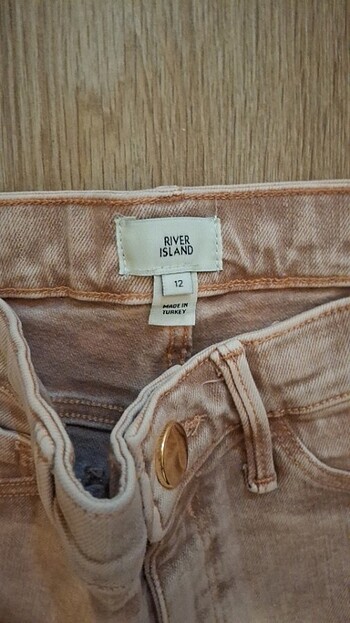 RIVER
ISLAND
12
MADE IN
TURKEY